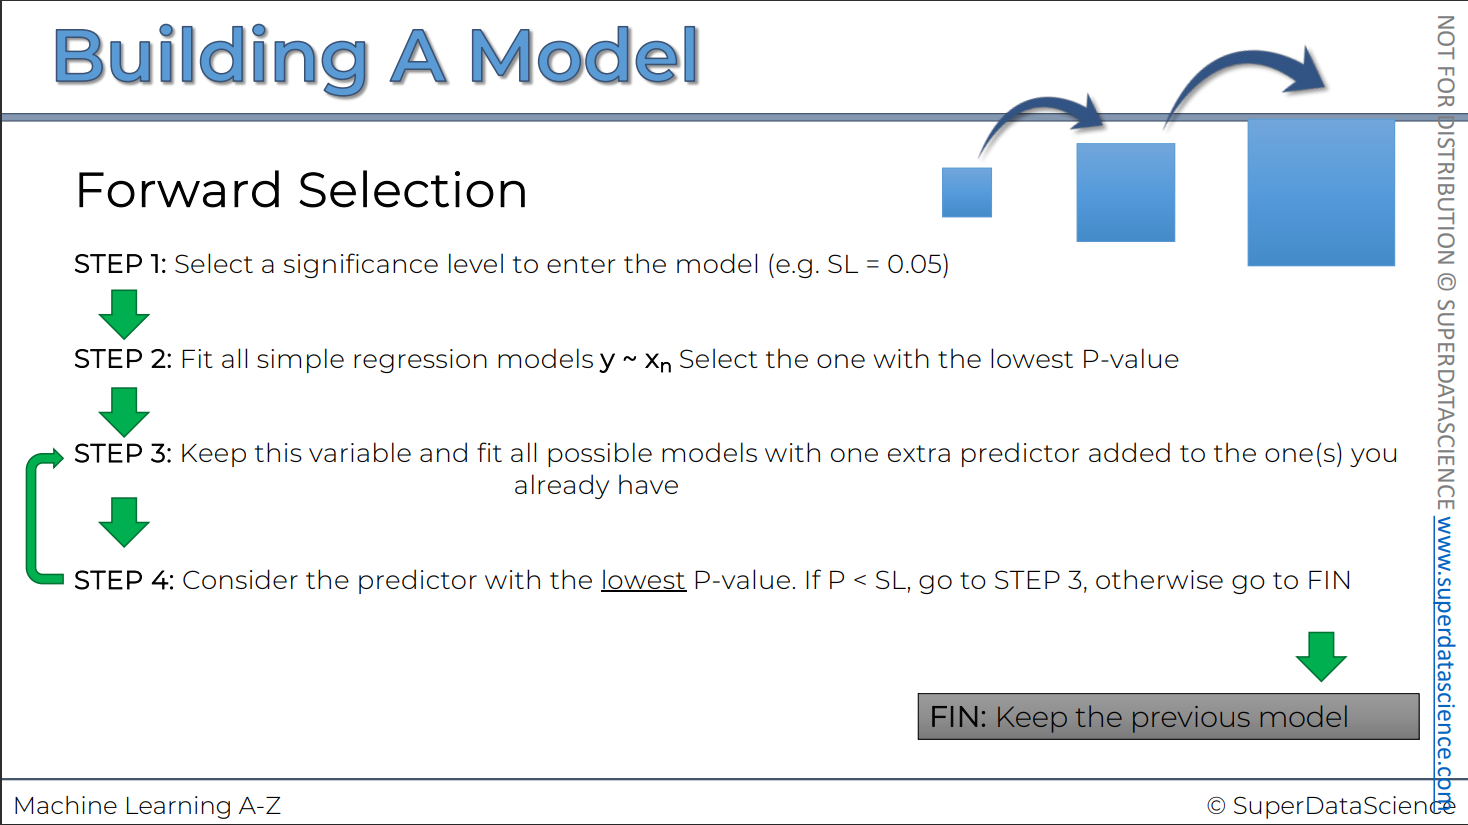 Building A Model
Forward Selection
STEP 1: Select a significance level to enter the model (e.g. SL = 0.05)
STEP 2: Fit all simple regression models y ~ xn Select the one with the lowest P-value
STEP 3: Keep this variable and fit all possible models with one extra predictor added to the one(s) you
already have
STEP 4: Consider the predictor with the lowest P-value. If P < SL, go to STEP 3, otherwise go to FIN
FIN: Keep the previous model
Machine Learning A-Z
© SuperDataScience
NOT FOR DISTRIBUTION © SUPERDATASCIENCE www.superdatascience.com